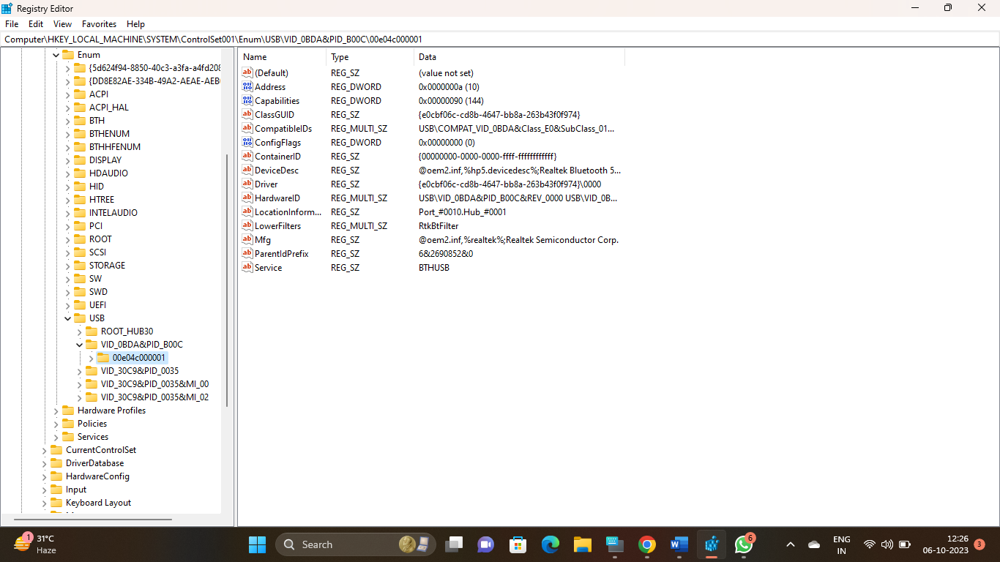 Registry Editor
File Edit View Favorites Help
Computer\HKEY_LOCAL_MACHINE\SYSTEM\ControlSet001\Enum\USB\VID_0BDA&PID_B00C\00e04c000001
Enum
{5d624f94-8850-40c3-a3fa-a4fd208
{DD8E82AE-334B-49A2-AEAE-AEB
ACPI
ACPI_HAL
BTH
BTHENUM
BTHHFENUM
DISPLAY
HDAUDIO
HID
HTREE
INTELAUDIO
PCI
ROOT
SCSI
STORAGE
SW
SWD
UEFI
USB
ROOT_HUB30
VID_0BDA&PID_B00C
00e04c000001
VID_30C9&PID_0035
VID_30C9&PID_0035&MI_00
VID_30C9&PID_0035&MI_02
Hardware Profiles
Policies
Services
CurrentControlSet
DriverDatabase
HardwareConfig
Input
Keyboard Layout
Name Type Data
(Default) REG_SZ (value not set)
Address REG_DWORD 0x0000000a (10)
Capabilities REG_DWORD 0x00000090 (144)
ClassGUID REG_SZ {e0cbf06c-cd8b-4647-bb8a-263b43f0f974}
CompatibleIDs REG_MULTI_SZ USB\COMPAT_VID_0BDA&Class_E0&SubClass_01...
ConfigFlags REG_DWORD 0x00000000 (0)
ContainerID REG_SZ {00000000-0000-0000-ffff-ffffffffffff}
DeviceDesc REG_SZ @oem2.inf,%hp5.devicedesc%;Realtek Bluetooth 5...
Driver REG_SZ {e0cbf06c-cd8b-4647-bb8a-263b43f0f974}\0000
HardwareID REG_MULTI_SZ USB\VID_0BDA&PID_B00C&REV_0000 USB\VID_0B...
LocationInform... REG_SZ Port_#0010.Hub_#0001
LowerFilters REG_MULTI_SZ RtkBtFilter
Mfg REG_SZ @oem2.inf,%realtek%;Realtek Semiconductor Corp.
ParentIdPrefix REG_SZ 6&2690852&0
Service REG_SZ BTHUSB
1
31°C
Haze
Search
6
ENG
IN
12:26
06-10-2023
3